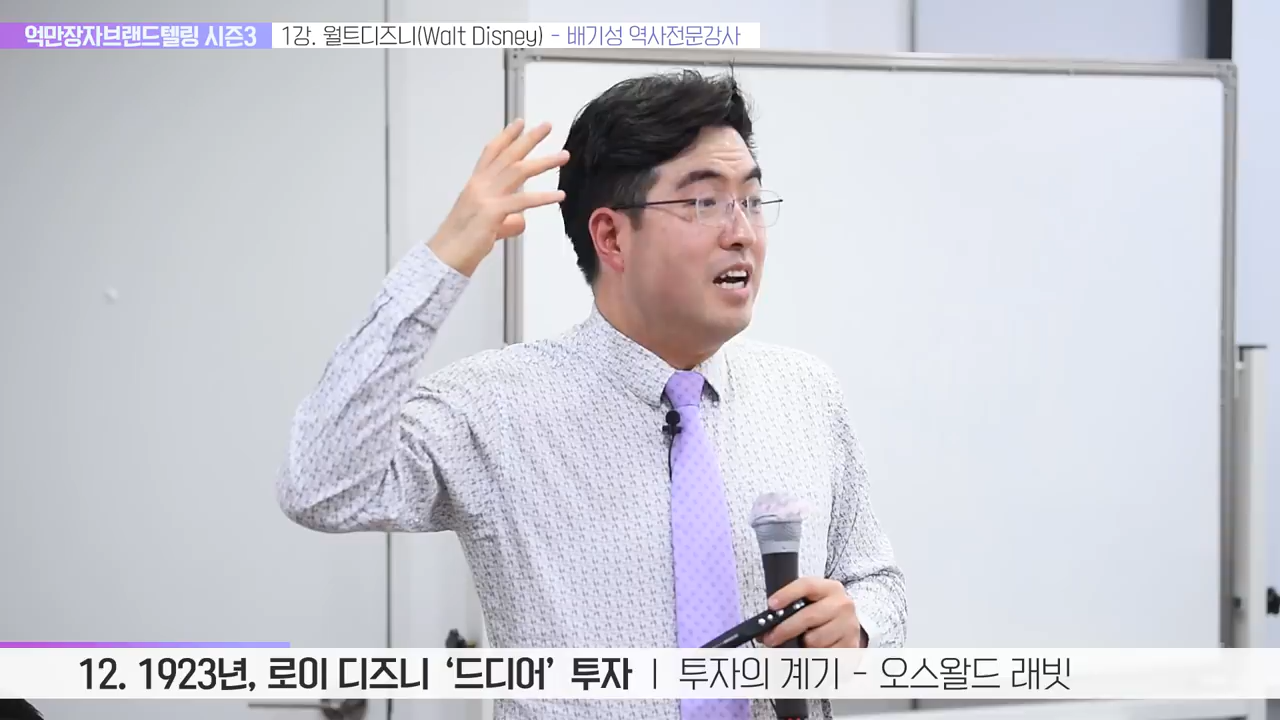 억만장자브랜드텔링 시즌3 1강. 월트디즈니(Walt Disney) - 배기성 역사전문강사
12. 1923년, 로이 디즈니 ‘드디어’ 투자 | 투자의 계기 - 오스왈드 래빗